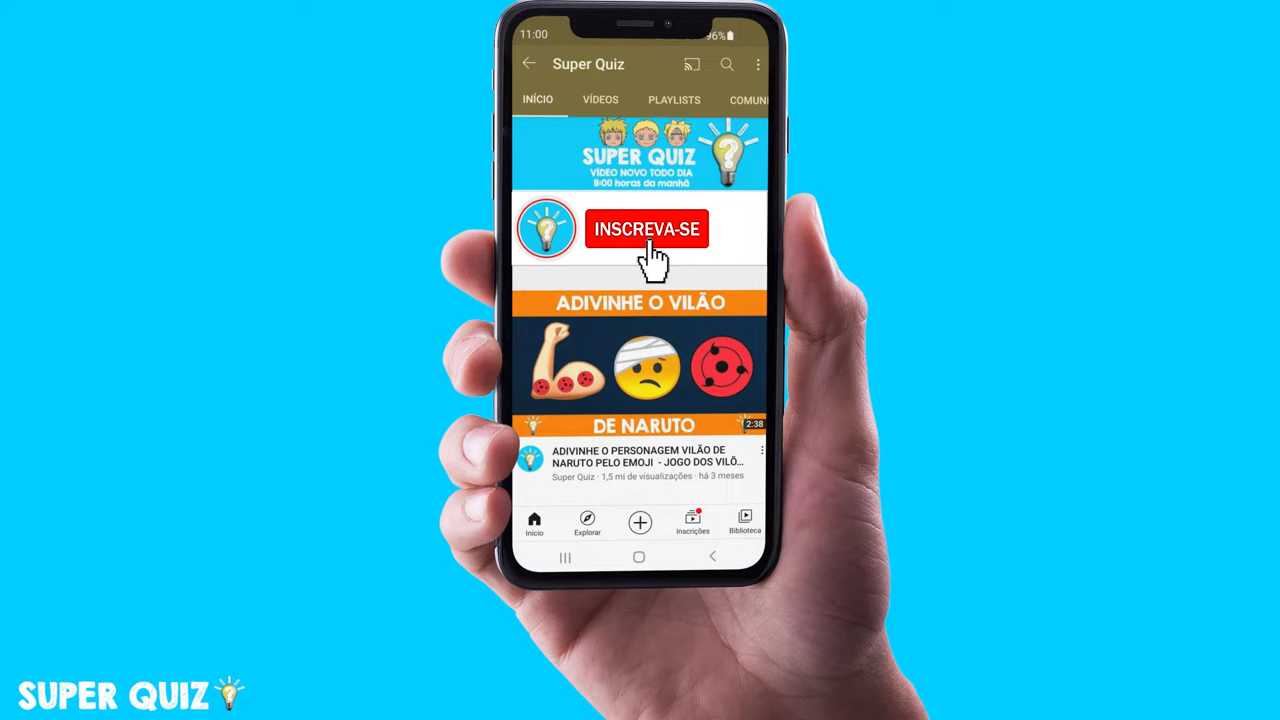 11:00
96%
Super Quiz
INÍCIO VÍDEOS PLAYLISTS COMUNI
SUPER QUIZ
VÍDEO NOVO TODO DIA
11:00 horas da manhã
INSCREVA-SE
ADIVINHE O VILÃO
DE NARUTO
2:38
ADIVINHE O PERSONAGEM VILÃO DE
NARUTO PELO EMOJI - JOGO DOS VILÕ...
Super Quiz · 1,5 mi de visualizações · há 3 meses
Início Explorar Inscrições Biblioteca
SUPER QUIZ